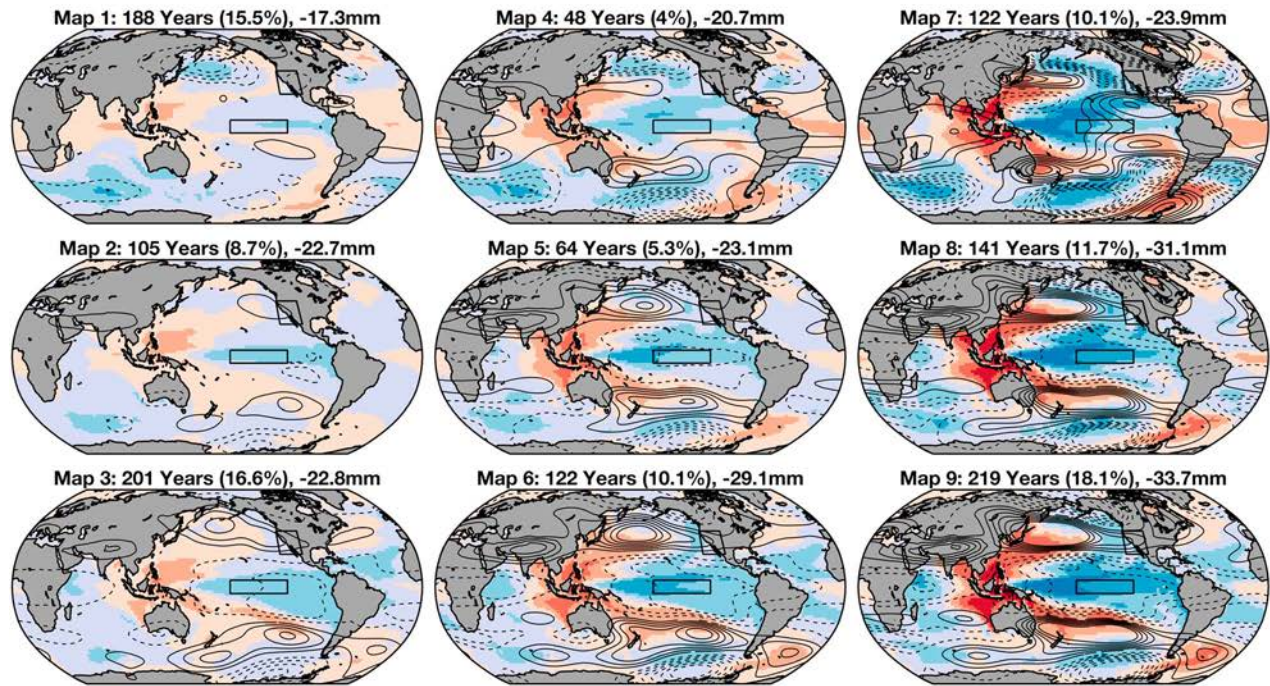 Map 1: 188 Years (15.5%), -17.3mm
Map 4: 48 Years (4%), -20.7mm
Map 7: 122 Years (10.1%), -23.9mm
Map 2: 105 Years (8.7%), -22.7mm
Map 5: 64 Years (5.3%), -23.1mm
Map 8: 141 Years (11.7%), -31.1mm
Map 3: 201 Years (16.6%), -22.8mm
Map 6: 122 Years (10.1%), -29.1mm
Map 9: 219 Years (18.1%), -33.7mm